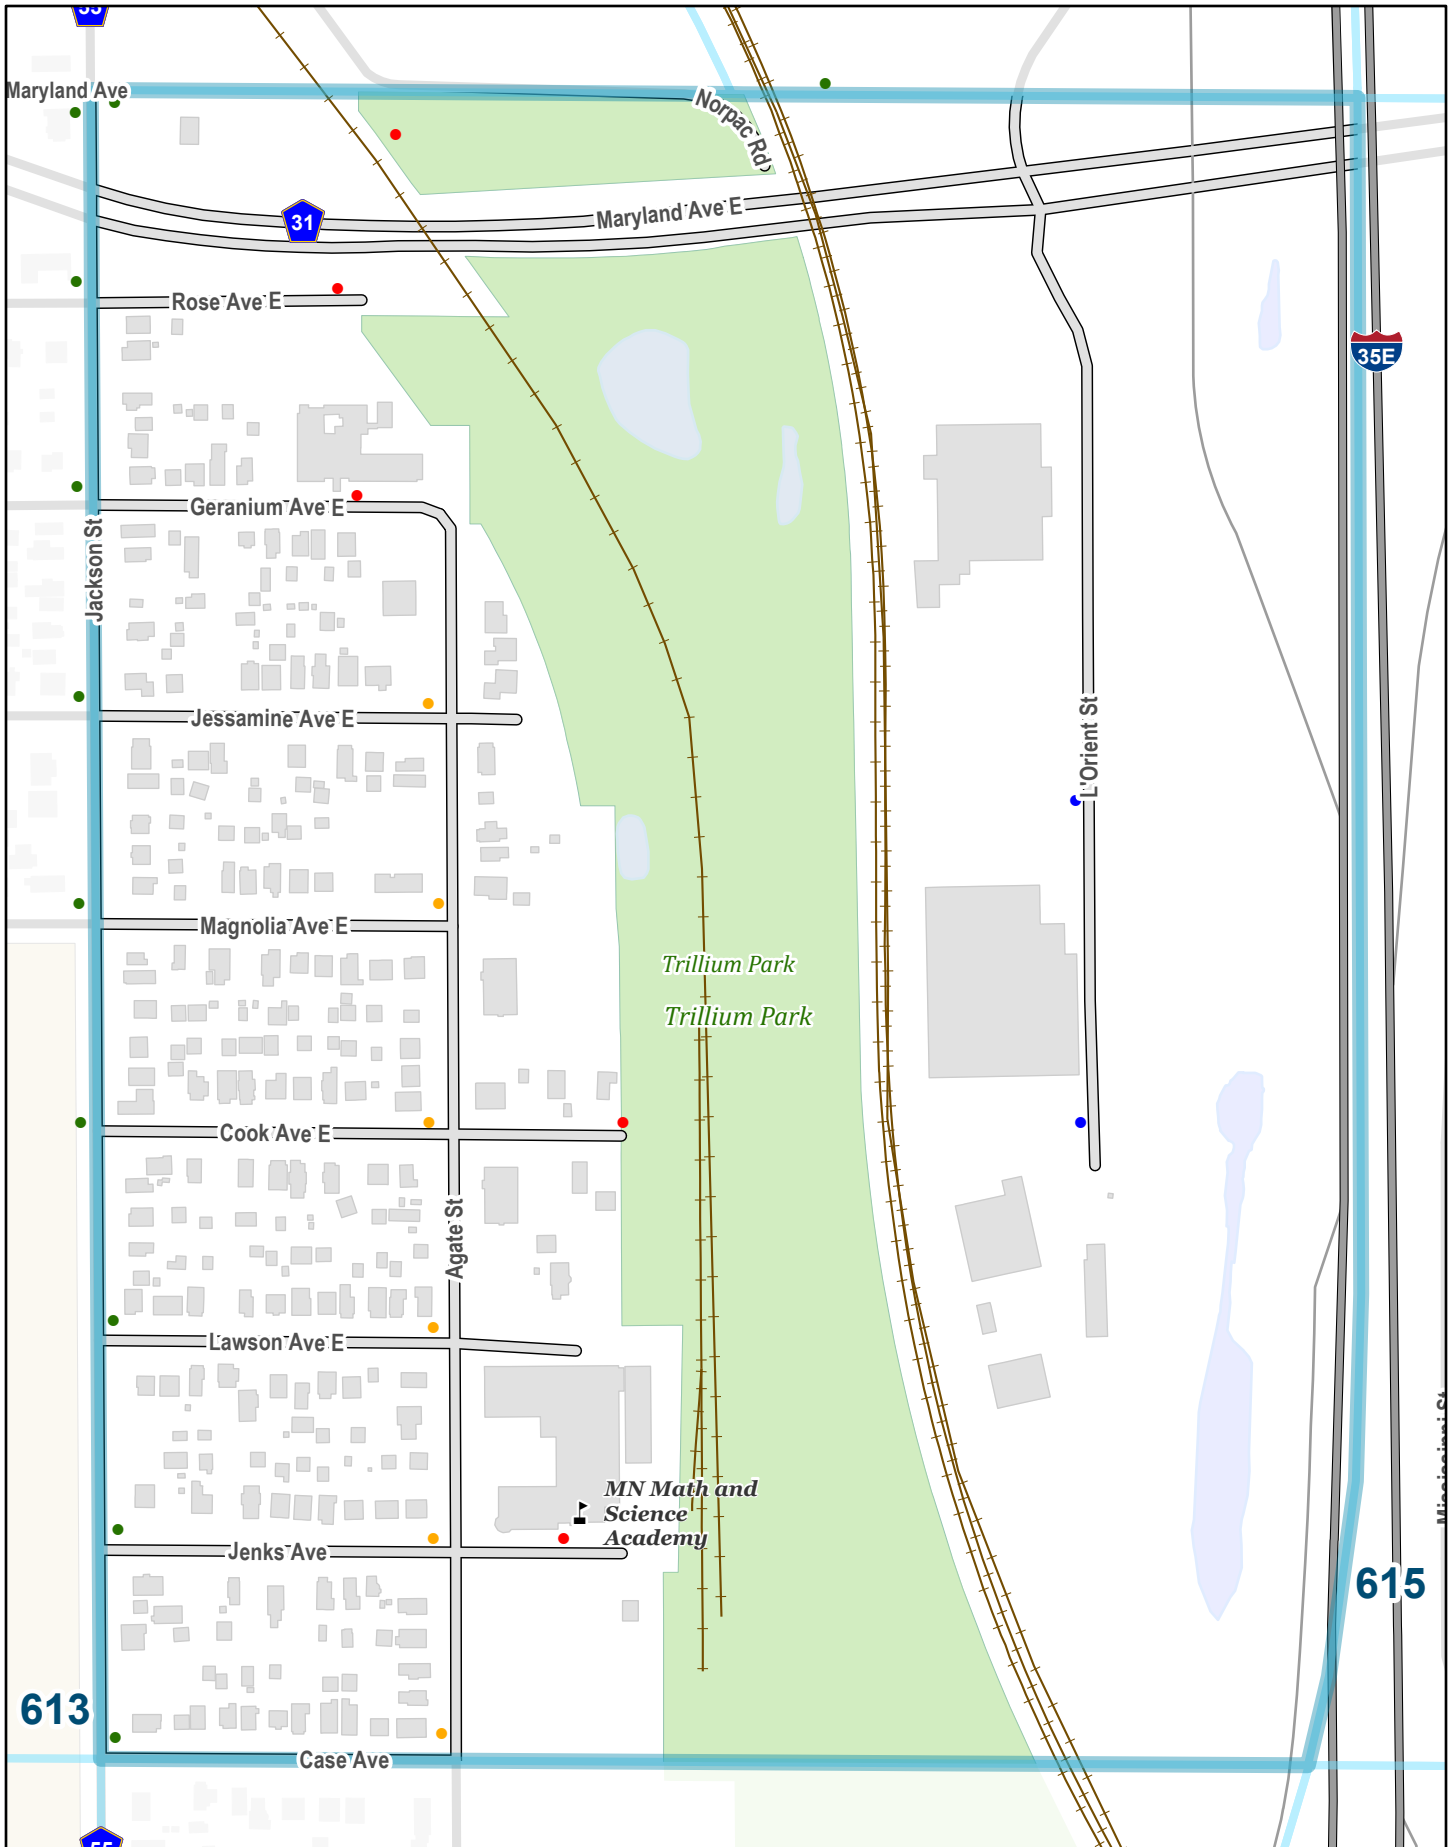 Maryland Ave
Norpac Rd
Maryland Ave E
31
Rose Ave E
35E
Geranium Ave E
Jackson St
Jessamine Ave E
L'Orient St
Magnolia Ave E
Trillium Park
Trillium Park
Cook Ave E
Agate St
Lawson Ave E
MN Math and
Science
Academy
Jenks Ave
615
613
Case Ave